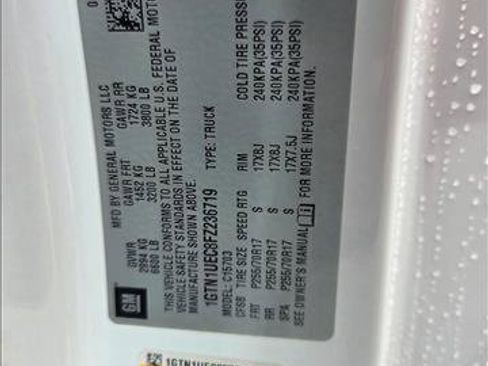 MFD BY GENERAL MOTORS LLC
GVWR GAWR FRT GAWR RR
2994 KG 1452 KG 1724 KG
6600 LB 3200 LB 3800 LB
THIS VEHICLE CONFORMS TO ALL APPLICABLE U.S. FEDERAL MOTOR
VEHICLE SAFETY STANDARDS IN EFFECT ON THE DATE OF
MANUFACTURE SHOWN ABOVE.
1GTN1UEC8FZ236719 TYPE: TRUCK
MODEL: C15703
TIRE SIZE SPEED RTG RIM COLD TIRE PRESS
FRT P255/70R17 S 17X8J 240KPA(35PSI)
RR P255/70R17 S 17X8J 240KPA(35PSI)
SPA P255/70R17 S 17X7.5J 240KPA(35PSI)
SEE OWNER'S MANUAL FOR MORE INFORMATION.
GM